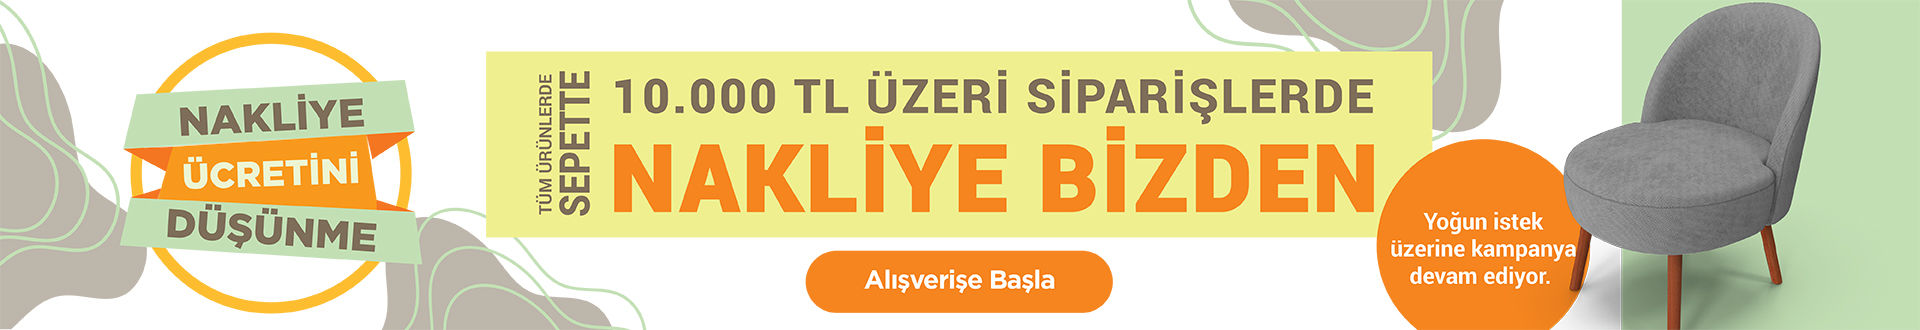 NAKLİYE
ÜCRETİNİ
DÜŞÜNME
TÜM ÜRÜNLERDE
SEPETTE
10.000 TL ÜZERİ SİPARİŞLERDE
NAKLİYE BİZDEN
Alışverişe Başla
Yoğun istek
üzerine kampanya
devam ediyor.